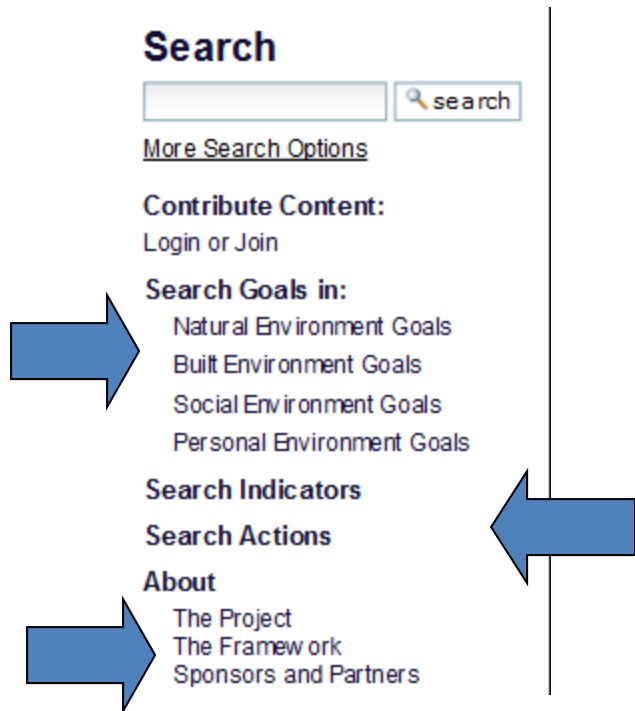 Search
search
More Search Options
Contribute Content:
Login or Join
Search Goals in:
Natural Environment Goals
Built Environment Goals
Social Environment Goals
Personal Environment Goals
Search Indicators
Search Actions
About
The Project
The Framework
Sponsors and Partners